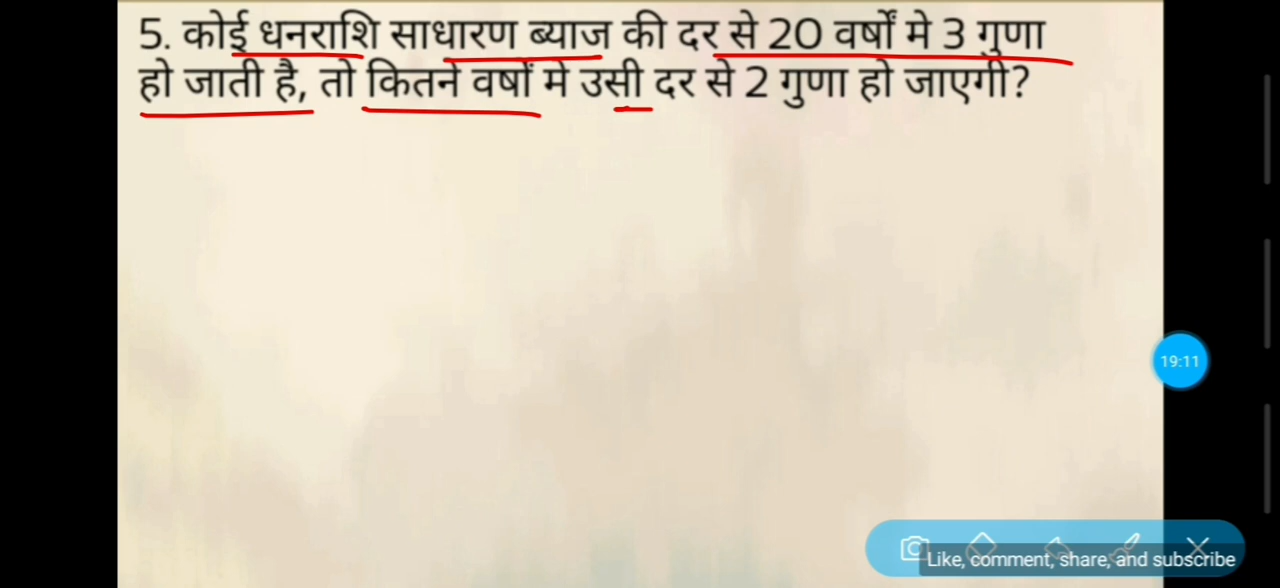 5. कोई धनराशि साधारण ब्याज की दर से 20 वर्षों मे 3 गुणा
हो जाती है, तो कितने वर्षों मे उसी दर से 2 गुणा हो जाएगी?
19:11
Like, comment, share, and subscribe